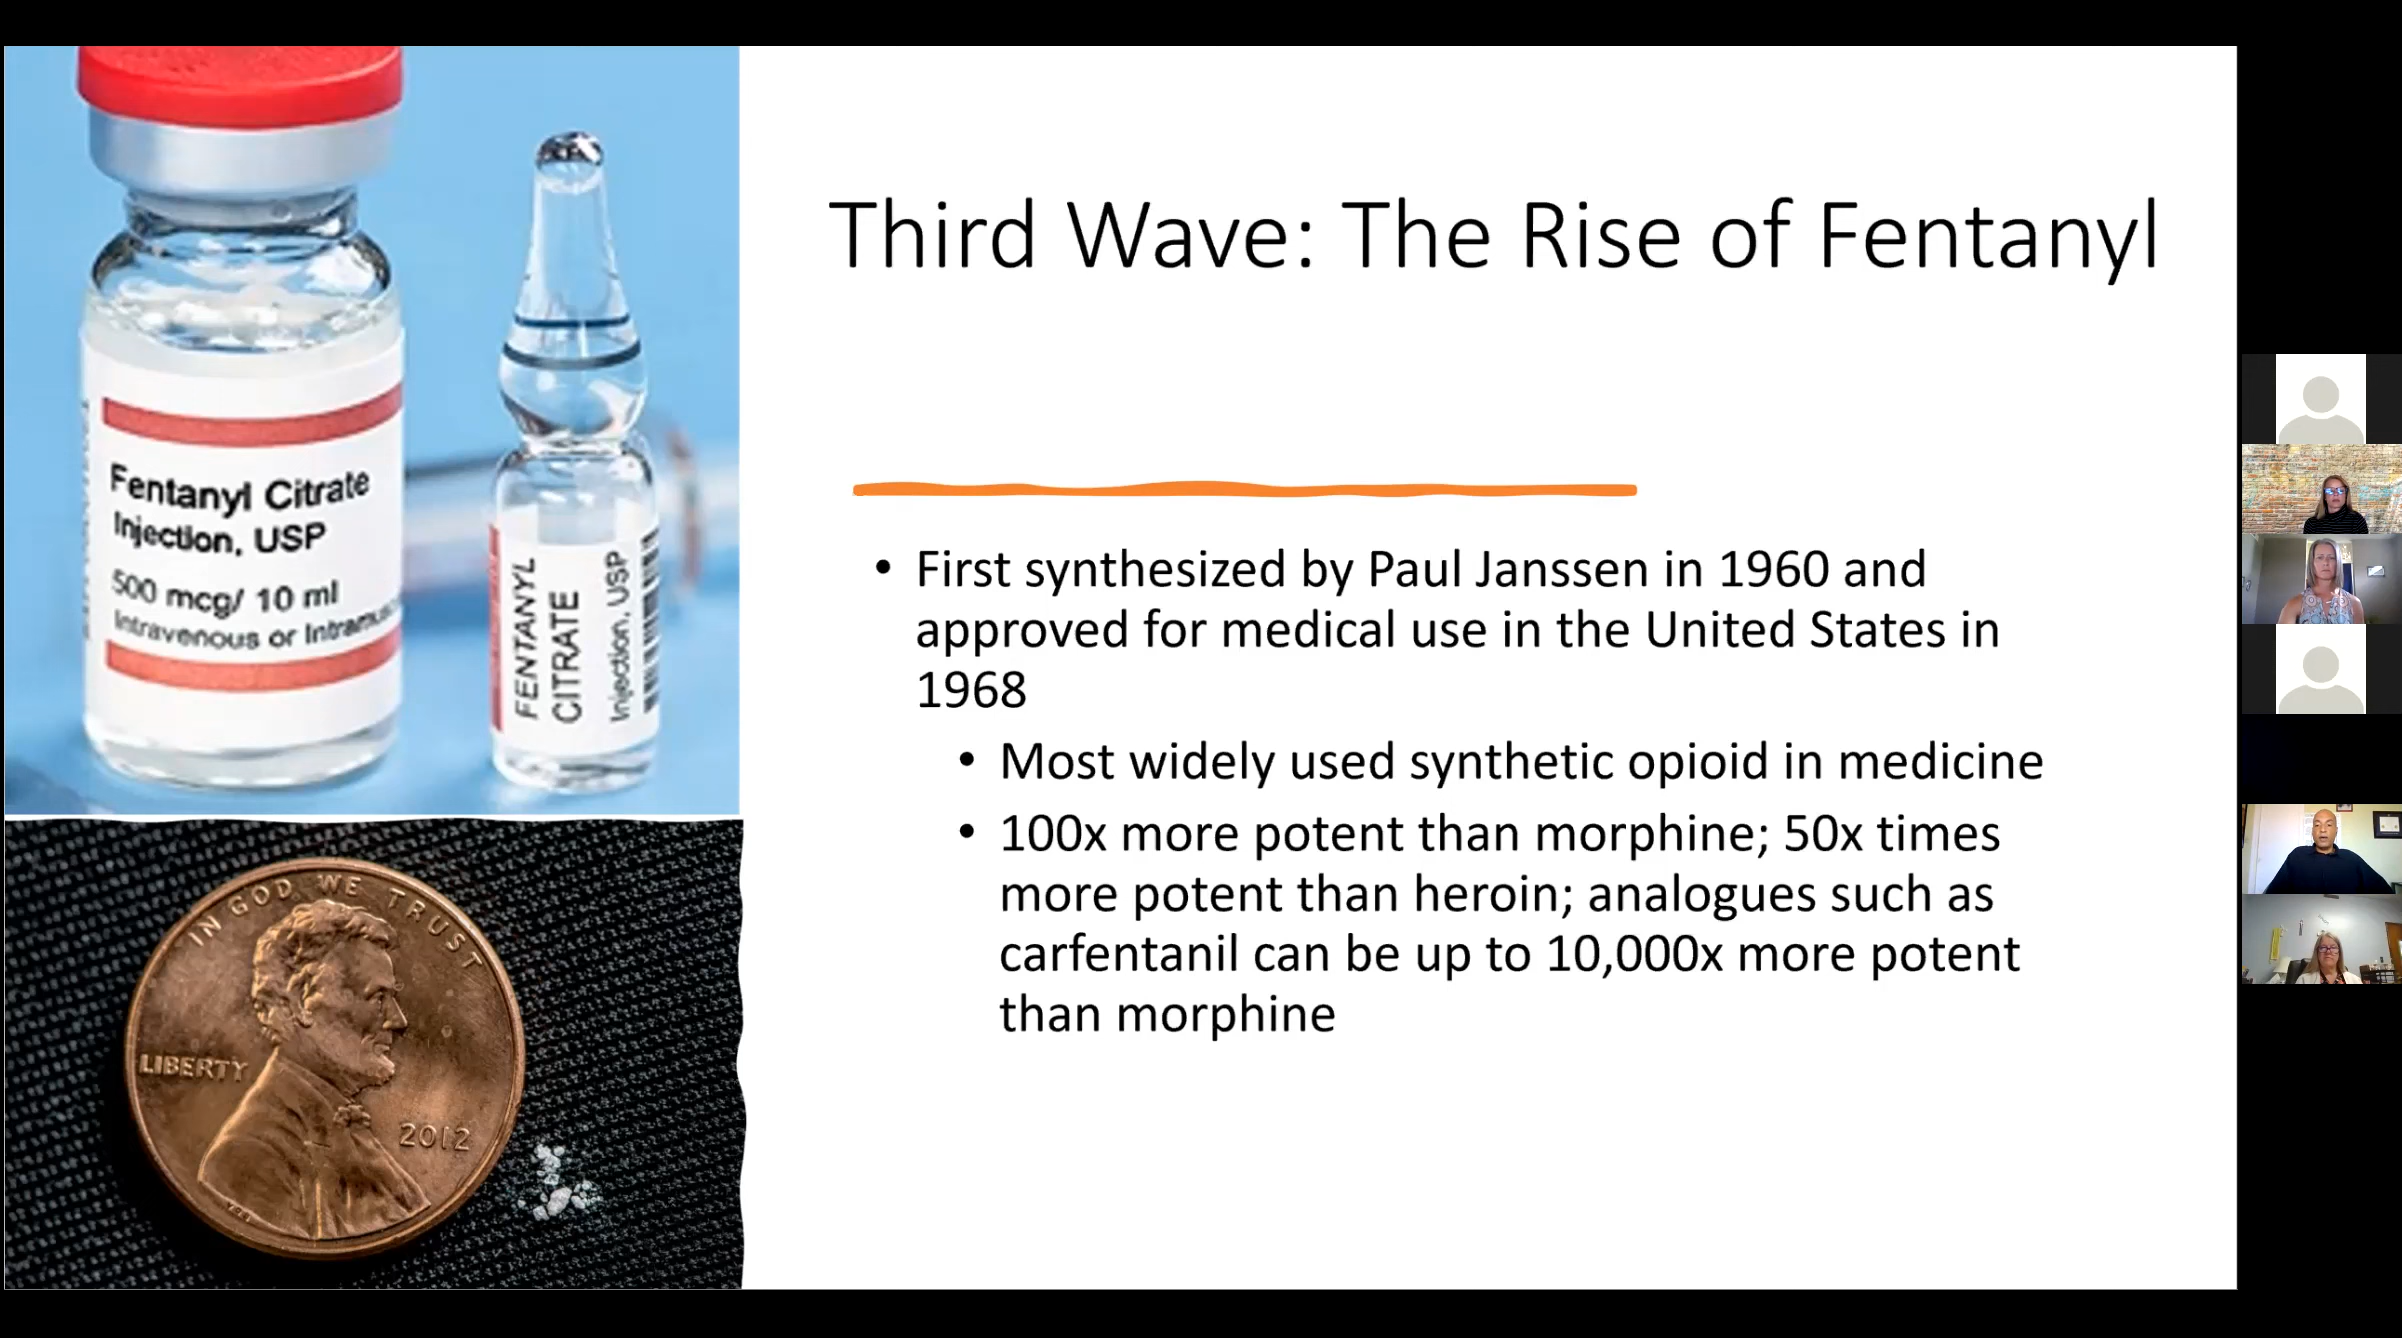 Third Wave: The Rise of Fentanyl
• First synthesized by Paul Janssen in 1960 and
approved for medical use in the United States in
1968
• Most widely used synthetic opioid in medicine
• 100x more potent than morphine; 50x times
more potent than heroin; analogues such as
carfentanil can be up to 10,000x more potent
than morphine
Fentanyl Citrate
Injection, USP
500 mcg/ 10 ml
Intravenous or
FENTANYL
CITRATE
Injection, USP
IN GOD WE TRUST
LIBERTY
2012